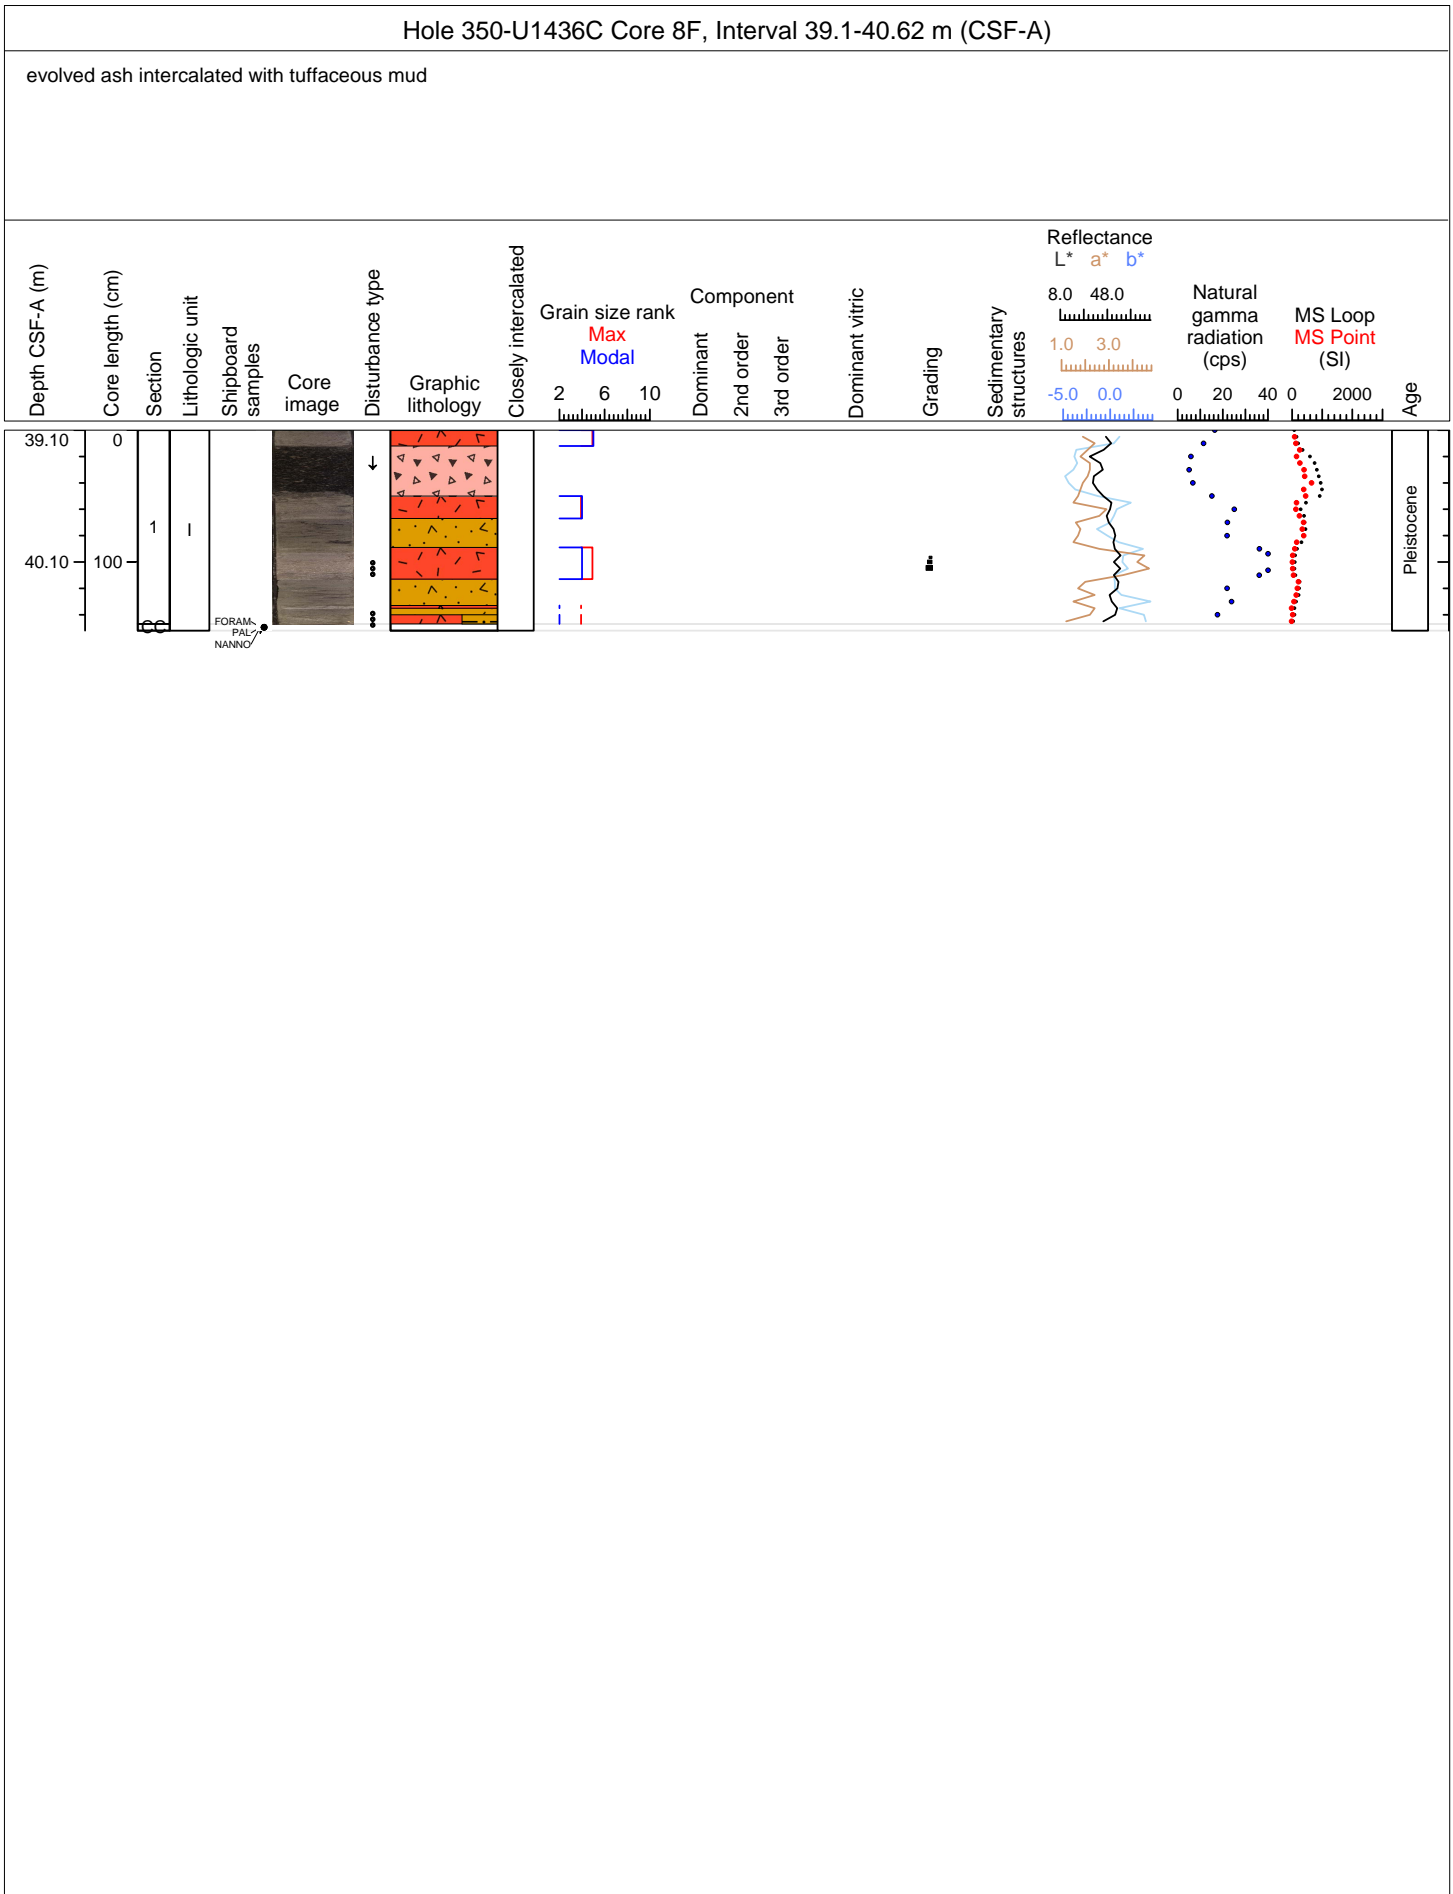 Hole 350-U1436C Core 8F, Interval 39.1-40.62 m (CSF-A)
evolved ash intercalated with tuffaceous mud
Depth CSF-A (m)
Core length (cm)
Section
Lithologic unit
Shipboard
samples
Core
image
Disturbance type
Graphic
lithology
Closely intercalated
Grain size rank
Max
Modal
2 6 10
Component
Dominant
2nd order
3rd order
Dominant vitric
Grading
Sedimentary
structures
Reflectance
L* a* b*
8.0 48.0
1.0 3.0
-5.0 0.0
Natural
gamma
radiation
(cps)
0 20 40
MS Loop
MS Point
(SI)
0 2000
Age
39.10
0
40.10
100
1
CC
I
FORAM
PAL
NANNO
Pleistocene